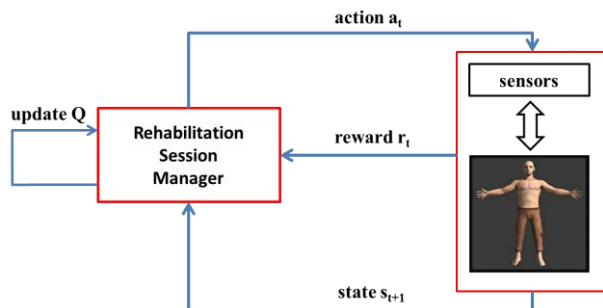 action aₜ
sensors
update Q
Rehabilitation
Session
Manager
reward rₜ
state sₜ₊₁